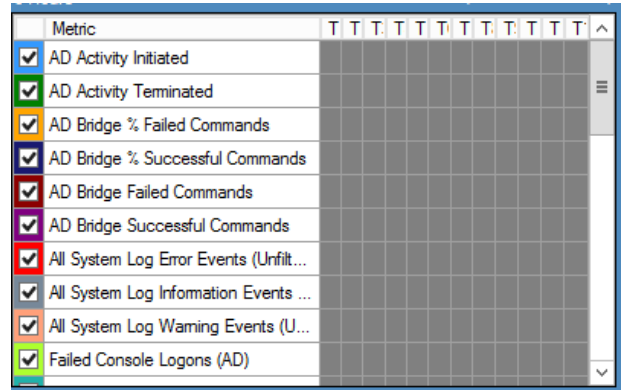 Metric T T T. T T T( T T. T: T T T'
AD Activity Initiated
AD Activity Terminated
AD Bridge % Failed Commands
AD Bridge % Successful Commands
AD Bridge Failed Commands
AD Bridge Successful Commands
All System Log Error Events (Unfilt...
All System Log Information Events ...
All System Log Warning Events (U...
Failed Console Logons (AD)